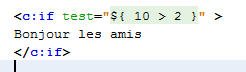 <c:if test="${ 10 > 2 }" >
Bonjour les amis
</c:if>